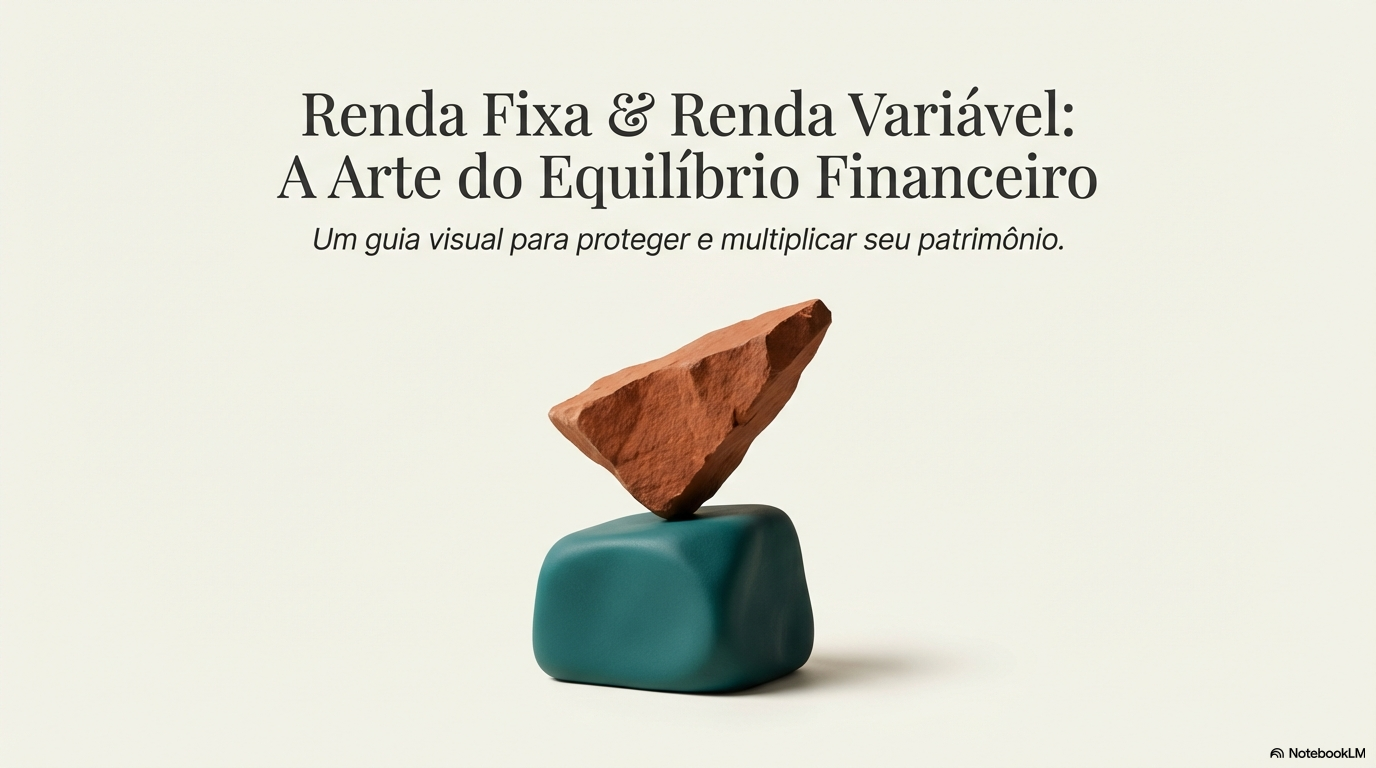 Renda Fixa & Renda Variável:
A Arte do Equilíbrio Financeiro
Um guia visual para proteger e multiplicar seu patrimônio.
NotebookLM